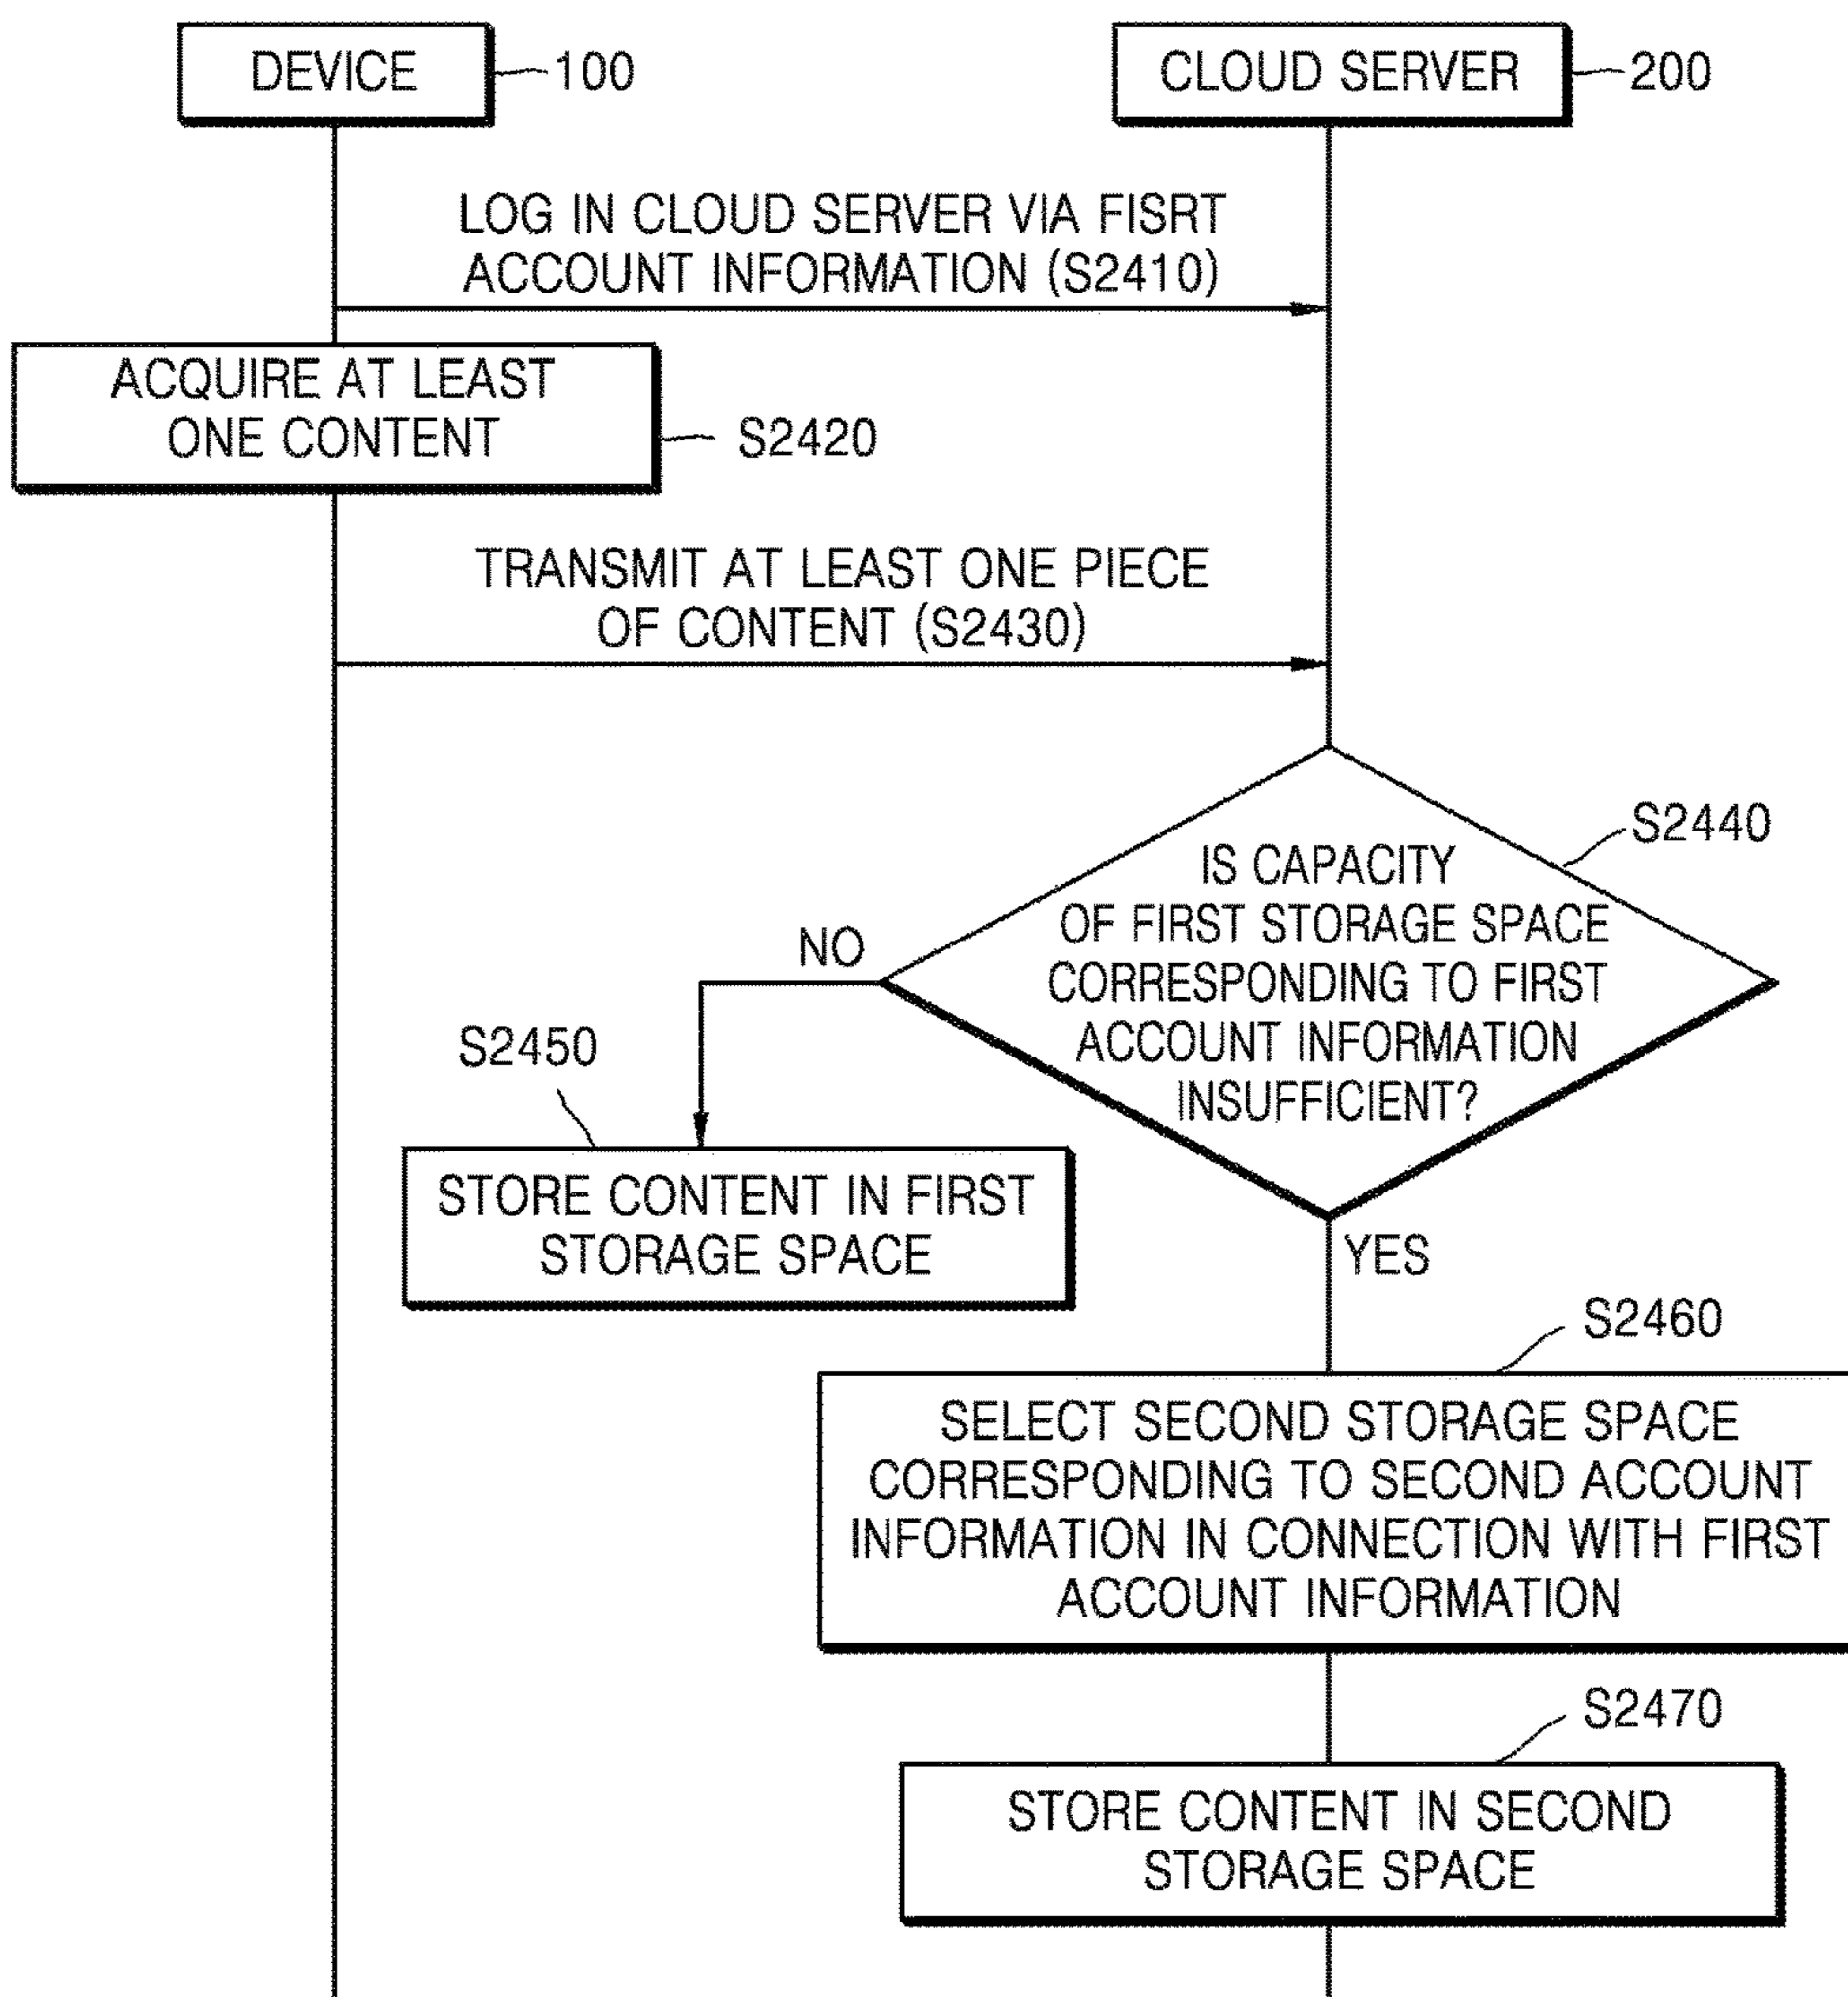 DEVICE
100
CLOUD SERVER
200
LOG IN CLOUD SERVER VIA FISRT
ACCOUNT INFORMATION (S2410)
ACQUIRE AT LEAST
ONE CONTENT
S2420
TRANSMIT AT LEAST ONE PIECE
OF CONTENT (S2430)
S2440
IS CAPACITY
OF FIRST STORAGE SPACE
CORRESPONDING TO FIRST
ACCOUNT INFORMATION
INSUFFICIENT?
NO
S2450
STORE CONTENT IN FIRST
STORAGE SPACE
YES
S2460
SELECT SECOND STORAGE SPACE
CORRESPONDING TO SECOND ACCOUNT
INFORMATION IN CONNECTION WITH FIRST
ACCOUNT INFORMATION
S2470
STORE CONTENT IN SECOND
STORAGE SPACE